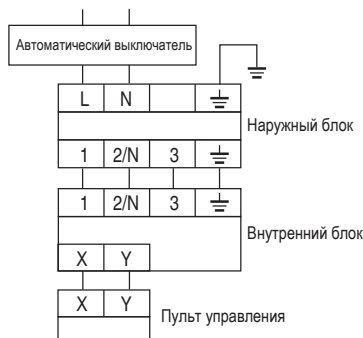 Автоматический выключатель
L N
Наружный блок
1 2/N 3
1 2/N 3
Внутренний блок
X Y
X Y
Пульт управления